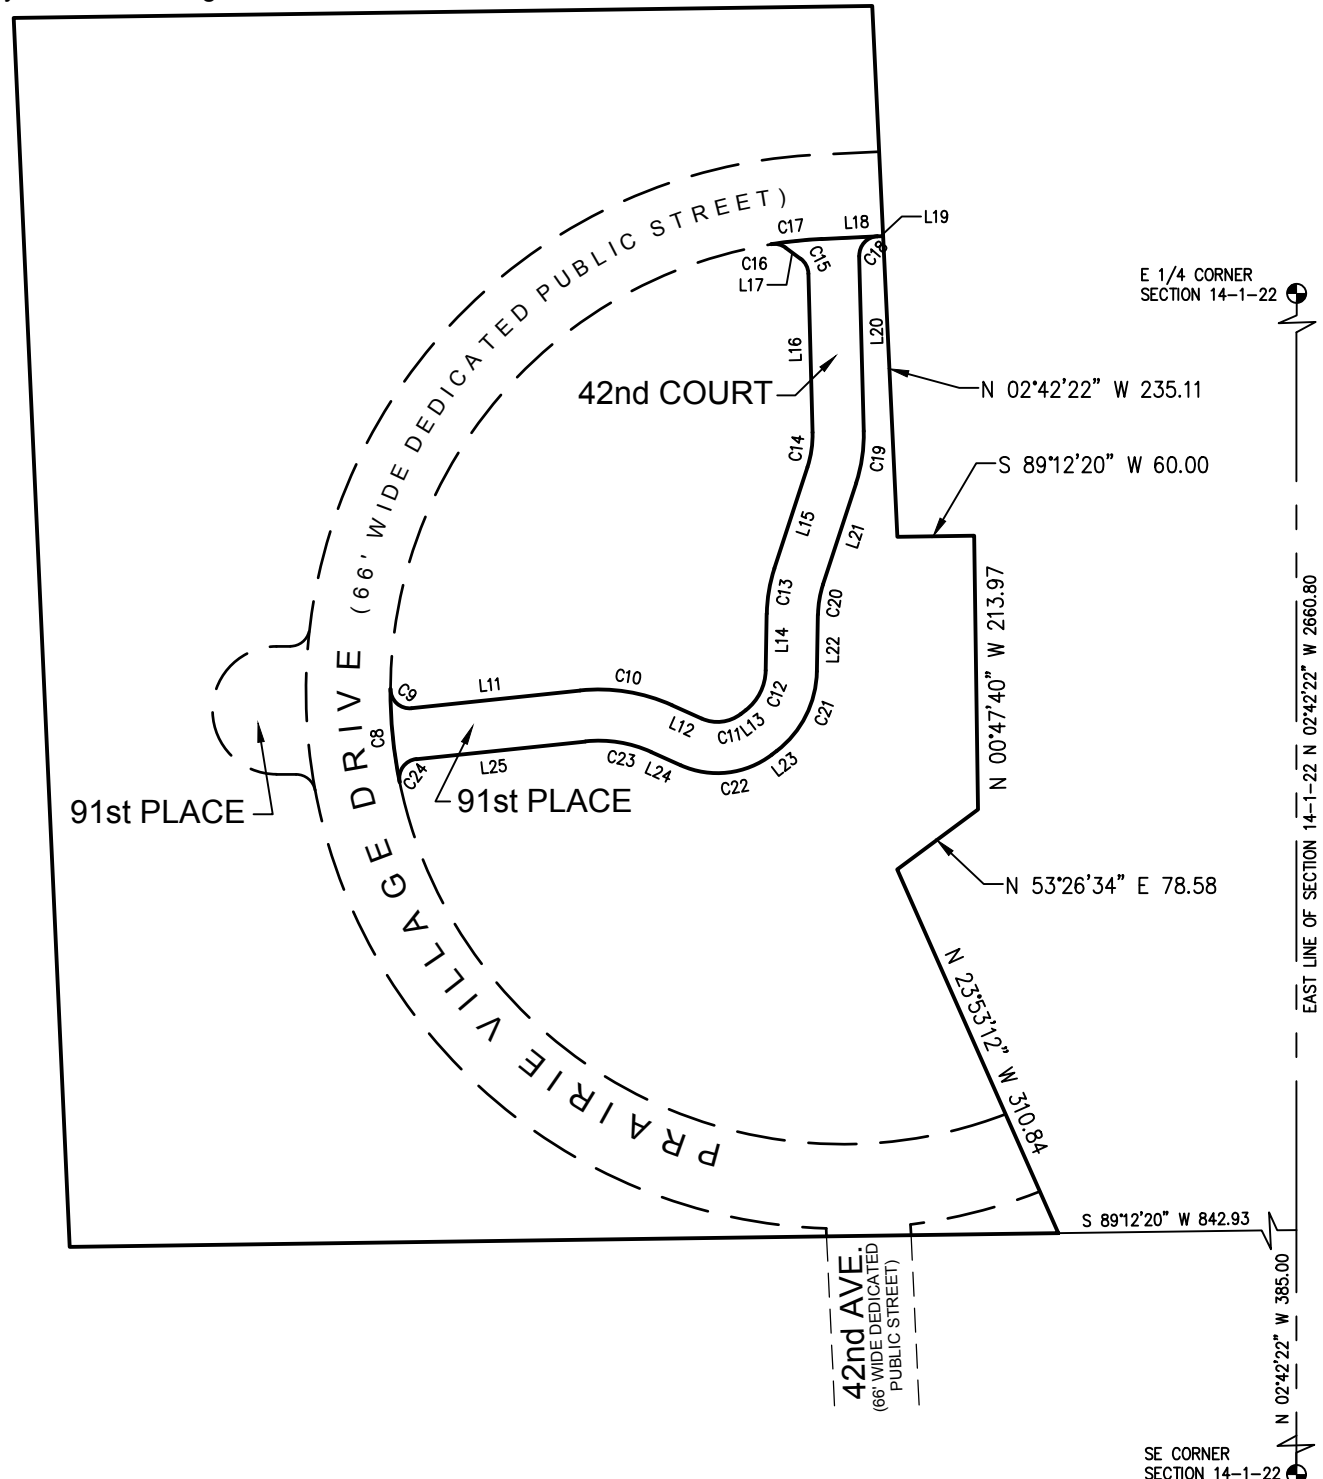 C17
L18
L19
C16
C15
C18
L17
E 1/4 CORNER
SECTION 14-1-22
L16
L20
42nd COURT
N 02°42'22" W 235.11
C14
C19
S 89°12'20" W 60.00
L15
L21
C13
C20
L14
L22
N 00°47'40" W 213.97
C9
L11
C10
C12
L12
C11
L13
C21
C8
C24
L25
C23
L24
C22
L23
91st PLACE
91st PLACE
PRAIRIE VILLAGE DRIVE (66' WIDE DEDICATED PUBLIC STREET)
N 53°26'34" E 78.58
N 23°53'12" W 310.84
EAST LINE OF SECTION 14-1-22 N 02°42'22" W 2660.80
S 89°12'20" W 842.93
42nd AVE.
(66' WIDE DEDICATED
PUBLIC STREET)
N 02°42'22" W 385.00
SE CORNER
SECTION 14-1-22